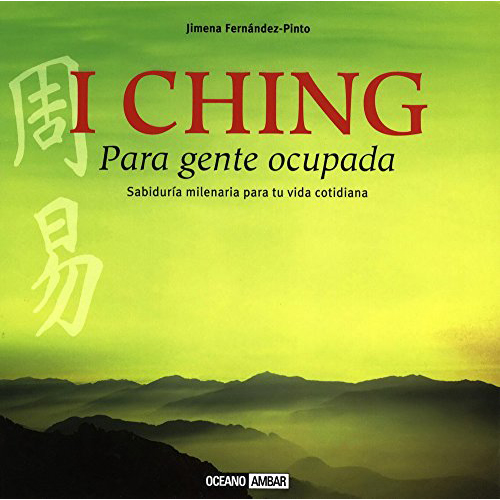 Jimena Fernández-Pinto
I CHING
Para gente ocupada
Sabiduría milenaria para tu vida cotidiana
周易
OCEANO AMBAR